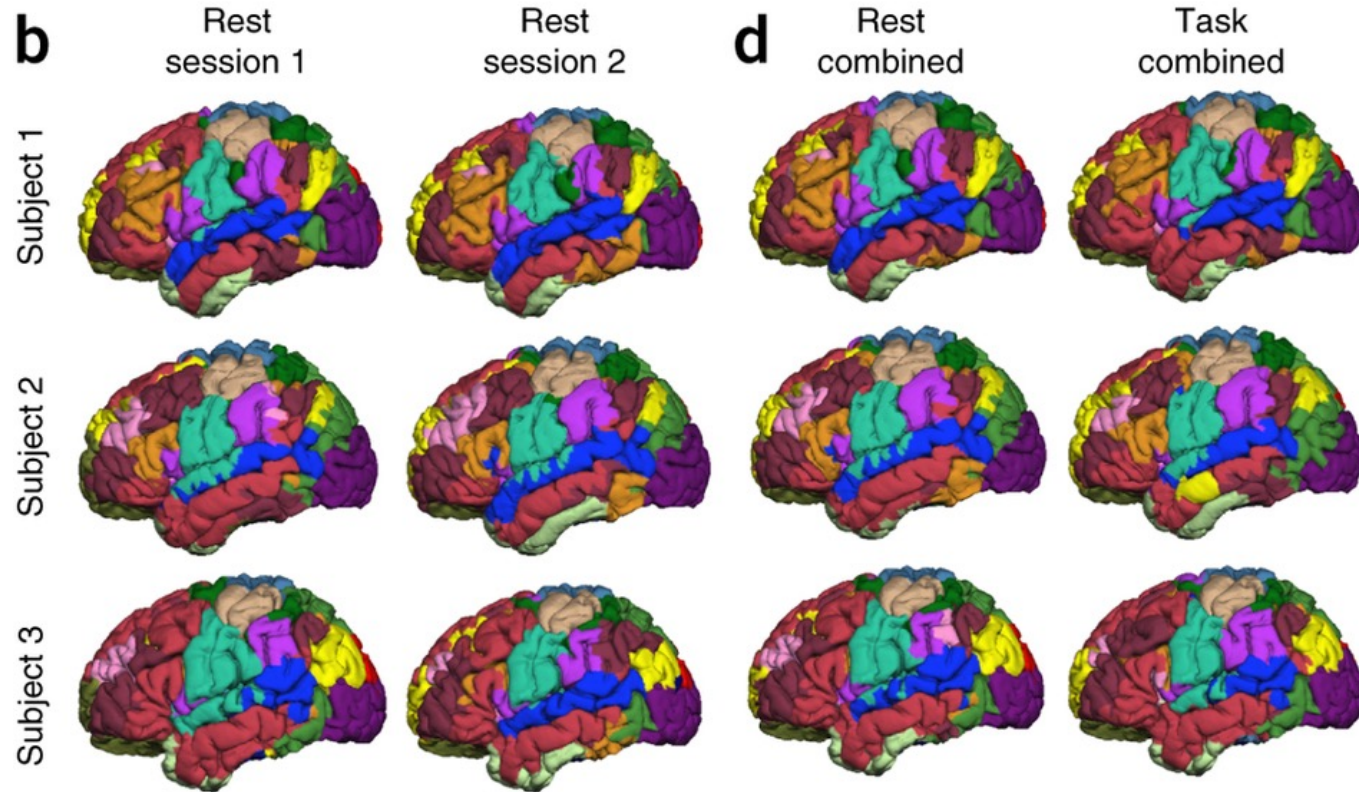 b
Rest
session 1
Rest
session 2
d
Rest
combined
Task
combined
Subject 1
Subject 2
Subject 3